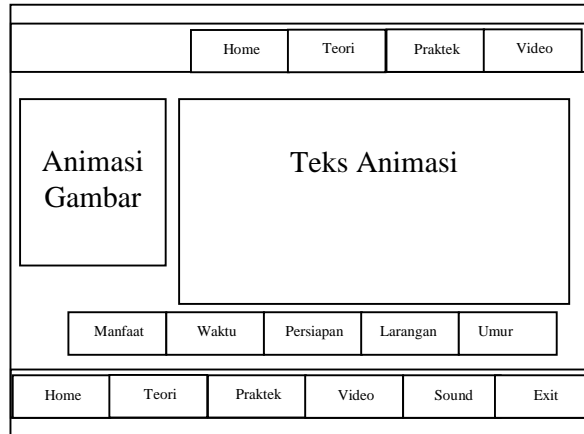 Home Teori Praktek Video
Animasi
Gambar
Teks Animasi
Manfaat Waktu Persiapan Larangan Umur
Home Teori Praktek Video Sound Exit